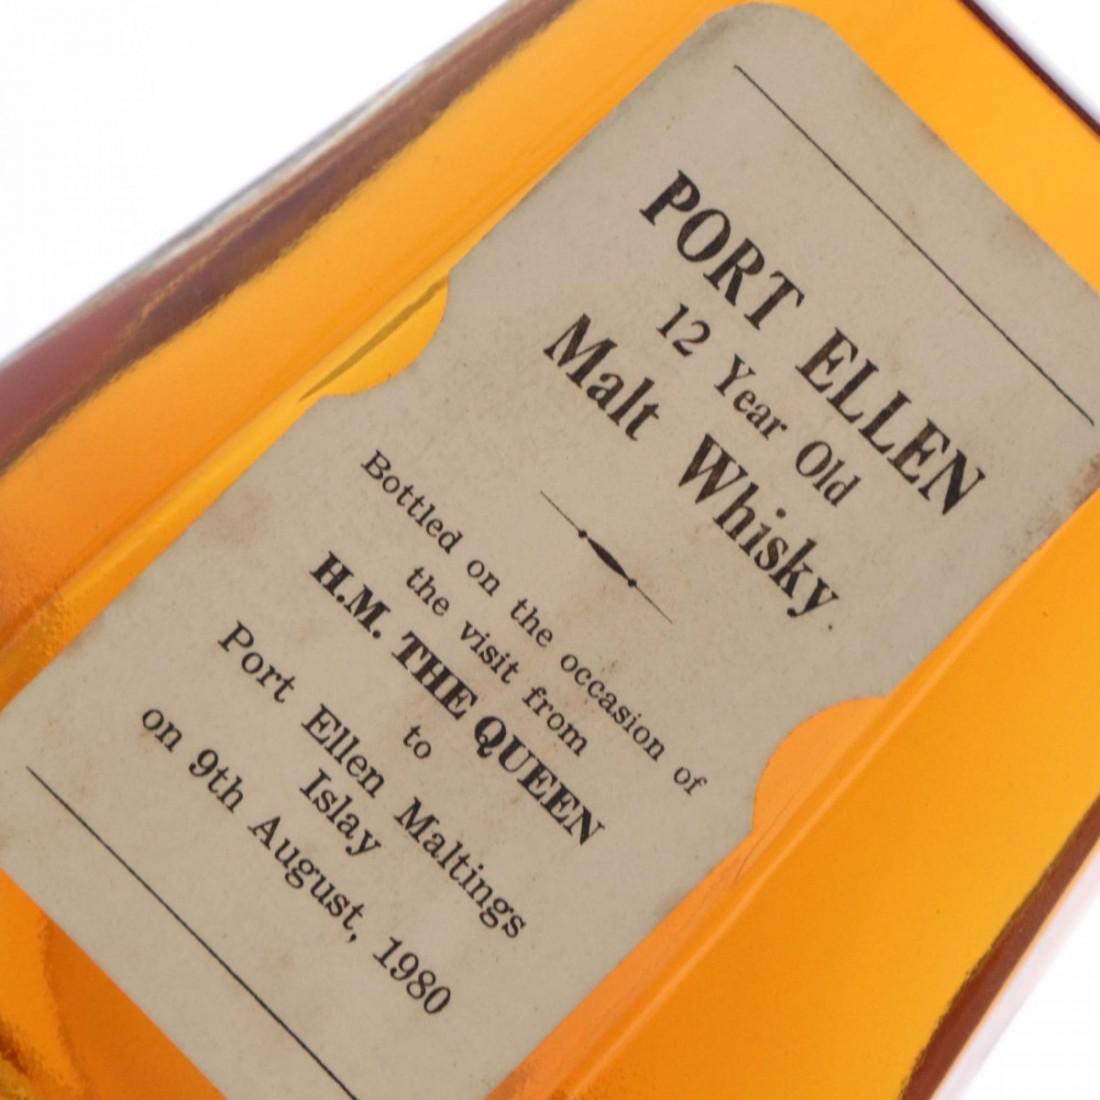 PORT ELLEN
12 Year Old
Malt Whisky
Bottled on the occasion of
the visit from
H.M. THE QUEEN
to
Port Ellen Maltings
Islay
on 9th August, 1980